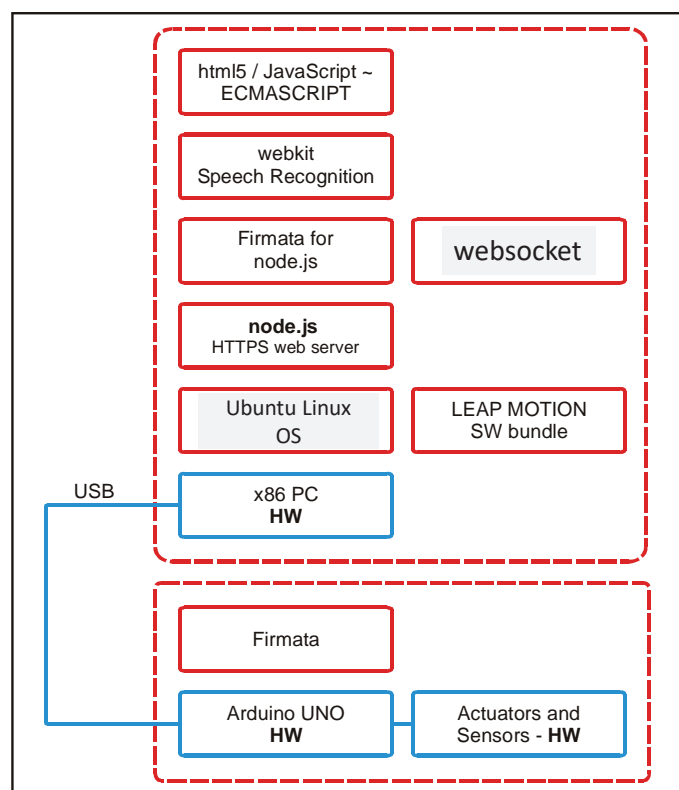 html5 / JavaScript ~
ECMASCRIPT
webkit
Speech Recognition
Firmata for
node.js
websocket
node.js
HTTPS web server
Ubuntu Linux
OS
LEAP MOTION
SW bundle
USB
x86 PC
HW
Firmata
Arduino UNO
HW
Actuators and
Sensors - HW